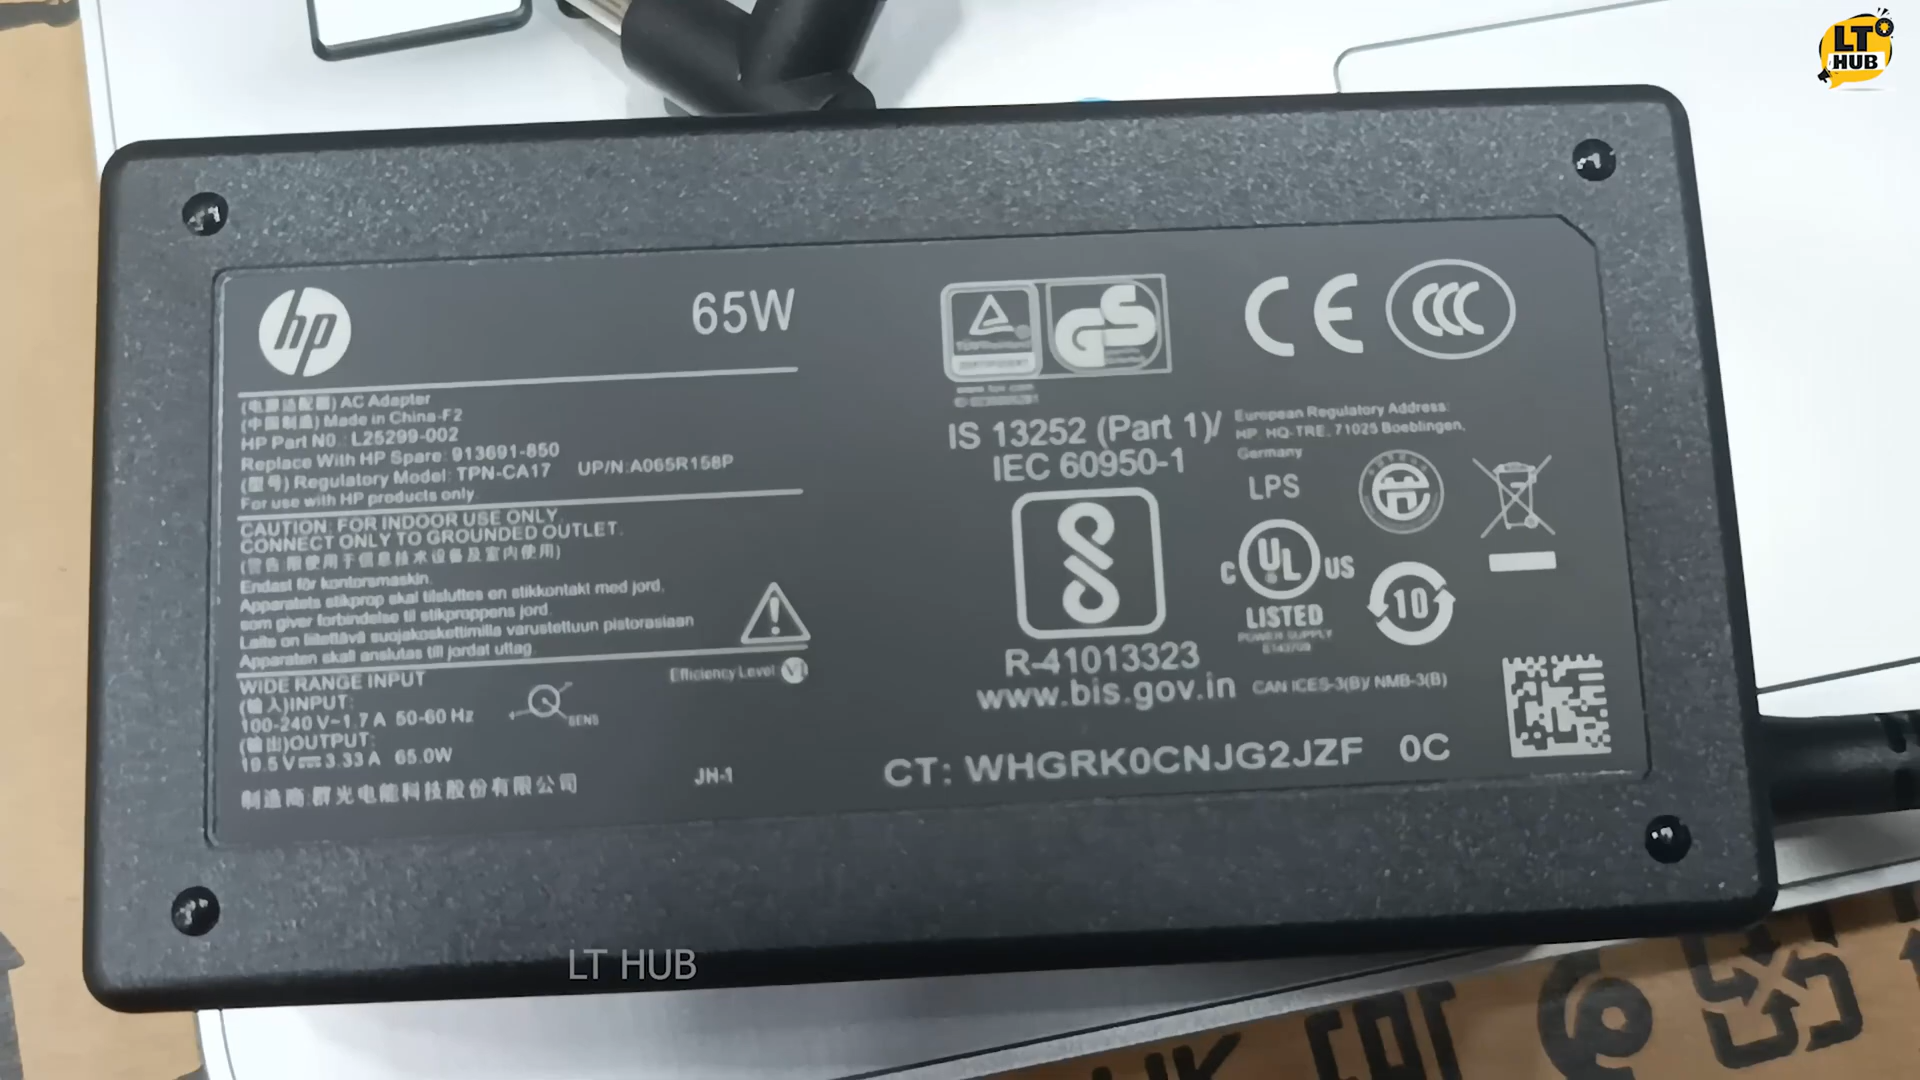 LT
HUB
hp
65W
(电源适配器) AC Adapter
(中国制造) Made in China-F2
HP Part NO.: L25299-002
Replace With HP Spare: 913691-850
(型号) Regulatory Model: TPN-CA17 UP/N:A065R158P
For use with HP products only
CAUTION: FOR INDOOR USE ONLY.
CONNECT ONLY TO GROUNDED OUTLET.
(警告:限使用于信息技术设备及室内使用)
Endast för kontorsmaskin.
Apparatets stikprop skal tilsluttes en stikkontakt med jord,
som giver forbindelse til stikproppens jord.
Laite on liitettävä suojakoskettimilla varustettuun pistorasiaan
Apparaten skall anslutas till jordat uttag.
Efficiency Level VI
WIDE RANGE INPUT
(输入)INPUT:
100-240 V~1.7 A 50-60 Hz
(输出)OUTPUT:
19.5 V⎓3.33 A 65.0W
SENS
制造商:群光电能科技股份有限公司
JH-1
GS
CE
CCC
IS 13252 (Part 1)/
IEC 60950-1
R-41013323
www.bis.gov.in
European Regulatory Address:
HP, HQ-TRE, 71025 Boeblingen,
Germany
LPS
C UL US
LISTED
POWER SUPPLY
10
CAN ICES-3(B)/ NMB-3(B)
CT: WHGRK0CNJG2JZF 0C
LT HUB